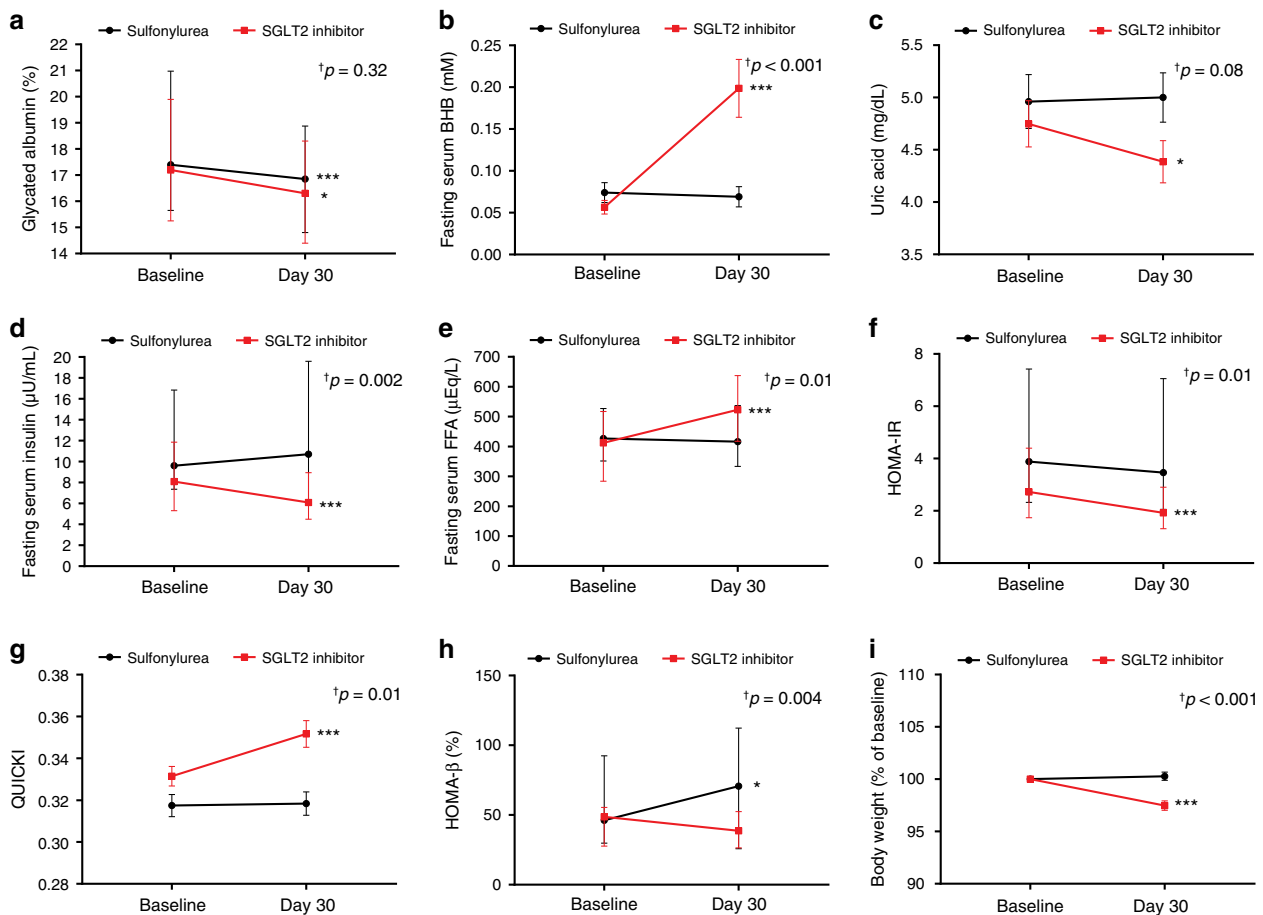 a
Sulfonylurea SGLT2 inhibitor
†p = 0.32
Glycated albumin (%)
22
21
20
19
18
17
16
15
14
***
*
Baseline Day 30
b
Sulfonylurea SGLT2 inhibitor
†p < 0.001
Fasting serum BHB (mM)
0.25
0.20
0.15
0.10
0.05
0.00
***
Baseline Day 30
c
Sulfonylurea SGLT2 inhibitor
†p = 0.08
Uric acid (mg/dL)
5.5
5.0
4.5
4.0
3.5
*
Baseline Day 30
d
Sulfonylurea SGLT2 inhibitor
†p = 0.002
Fasting serum insulin (μU/mL)
20
18
16
14
12
10
8
6
4
2
0
***
Baseline Day 30
e
Sulfonylurea SGLT2 inhibitor
†p = 0.01
Fasting serum FFA (μEq/L)
700
600
500
400
300
200
100
0
***
Baseline Day 30
f
Sulfonylurea SGLT2 inhibitor
†p = 0.01
HOMA-IR
8
6
4
2
0
***
Baseline Day 30
g
Sulfonylurea SGLT2 inhibitor
†p = 0.01
QUICKI
0.38
0.36
0.34
0.32
0.30
0.28
***
Baseline Day 30
h
Sulfonylurea SGLT2 inhibitor
†p = 0.004
HOMA-β (%)
150
100
50
0
*
Baseline Day 30
i
Sulfonylurea SGLT2 inhibitor
†p < 0.001
Body weight (% of baseline)
110
105
100
95
90
***
Baseline Day 30